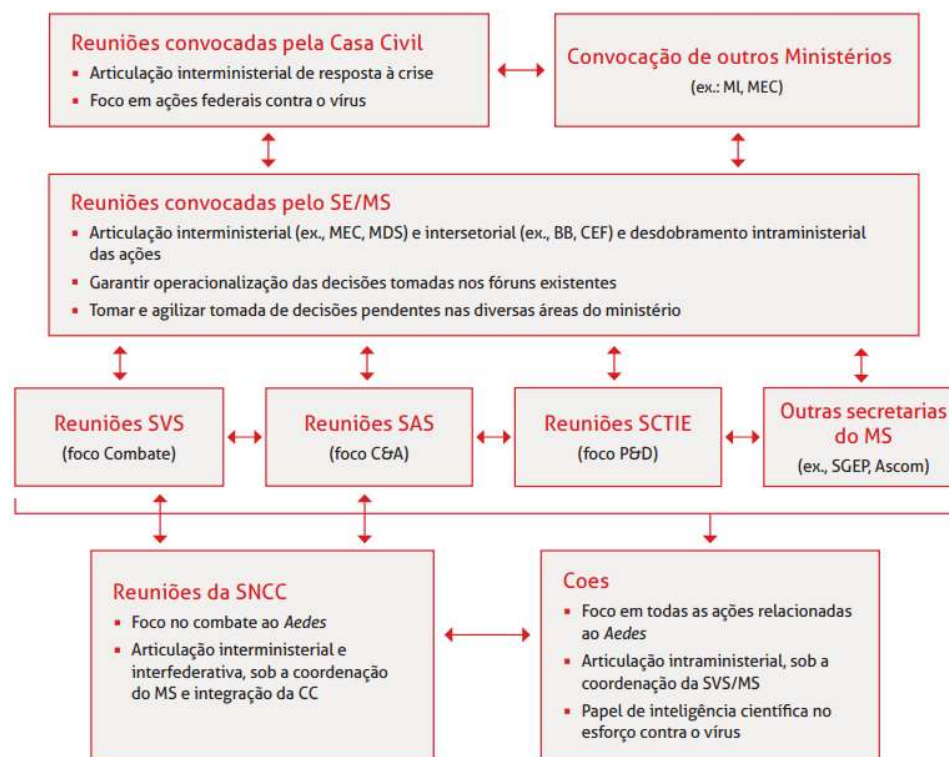 Reuniões convocadas pela Casa Civil
▪ Articulação interministerial de resposta à crise
▪ Foco em ações federais contra o vírus
Convocação de outros Ministérios
(ex.: MI, MEC)
Reuniões convocadas pelo SE/MS
▪ Articulação interministerial (ex., MEC, MDS) e intersetorial (ex., BB, CEF) e desdobramento intraministerial
das ações
▪ Garantir operacionalização das decisões tomadas nos fóruns existentes
▪ Tomar e agilizar tomada de decisões pendentes nas diversas áreas do ministério
Reuniões SVS
(foco Combate)
Reuniões SAS
(foco C&A)
Reuniões SCTIE
(foco P&D)
Outras secretarias
do MS
(ex., SGEP, Ascom)
Reuniões da SNCC
▪ Foco no combate ao Aedes
▪ Articulação interministerial e
interfederativa, sob a coordenação
do MS e integração da CC
Coes
▪ Foco em todas as ações relacionadas
ao Aedes
▪ Articulação intraministerial, sob a
coordenação da SVS/MS
▪ Papel de inteligência científica no
esforço contra o vírus